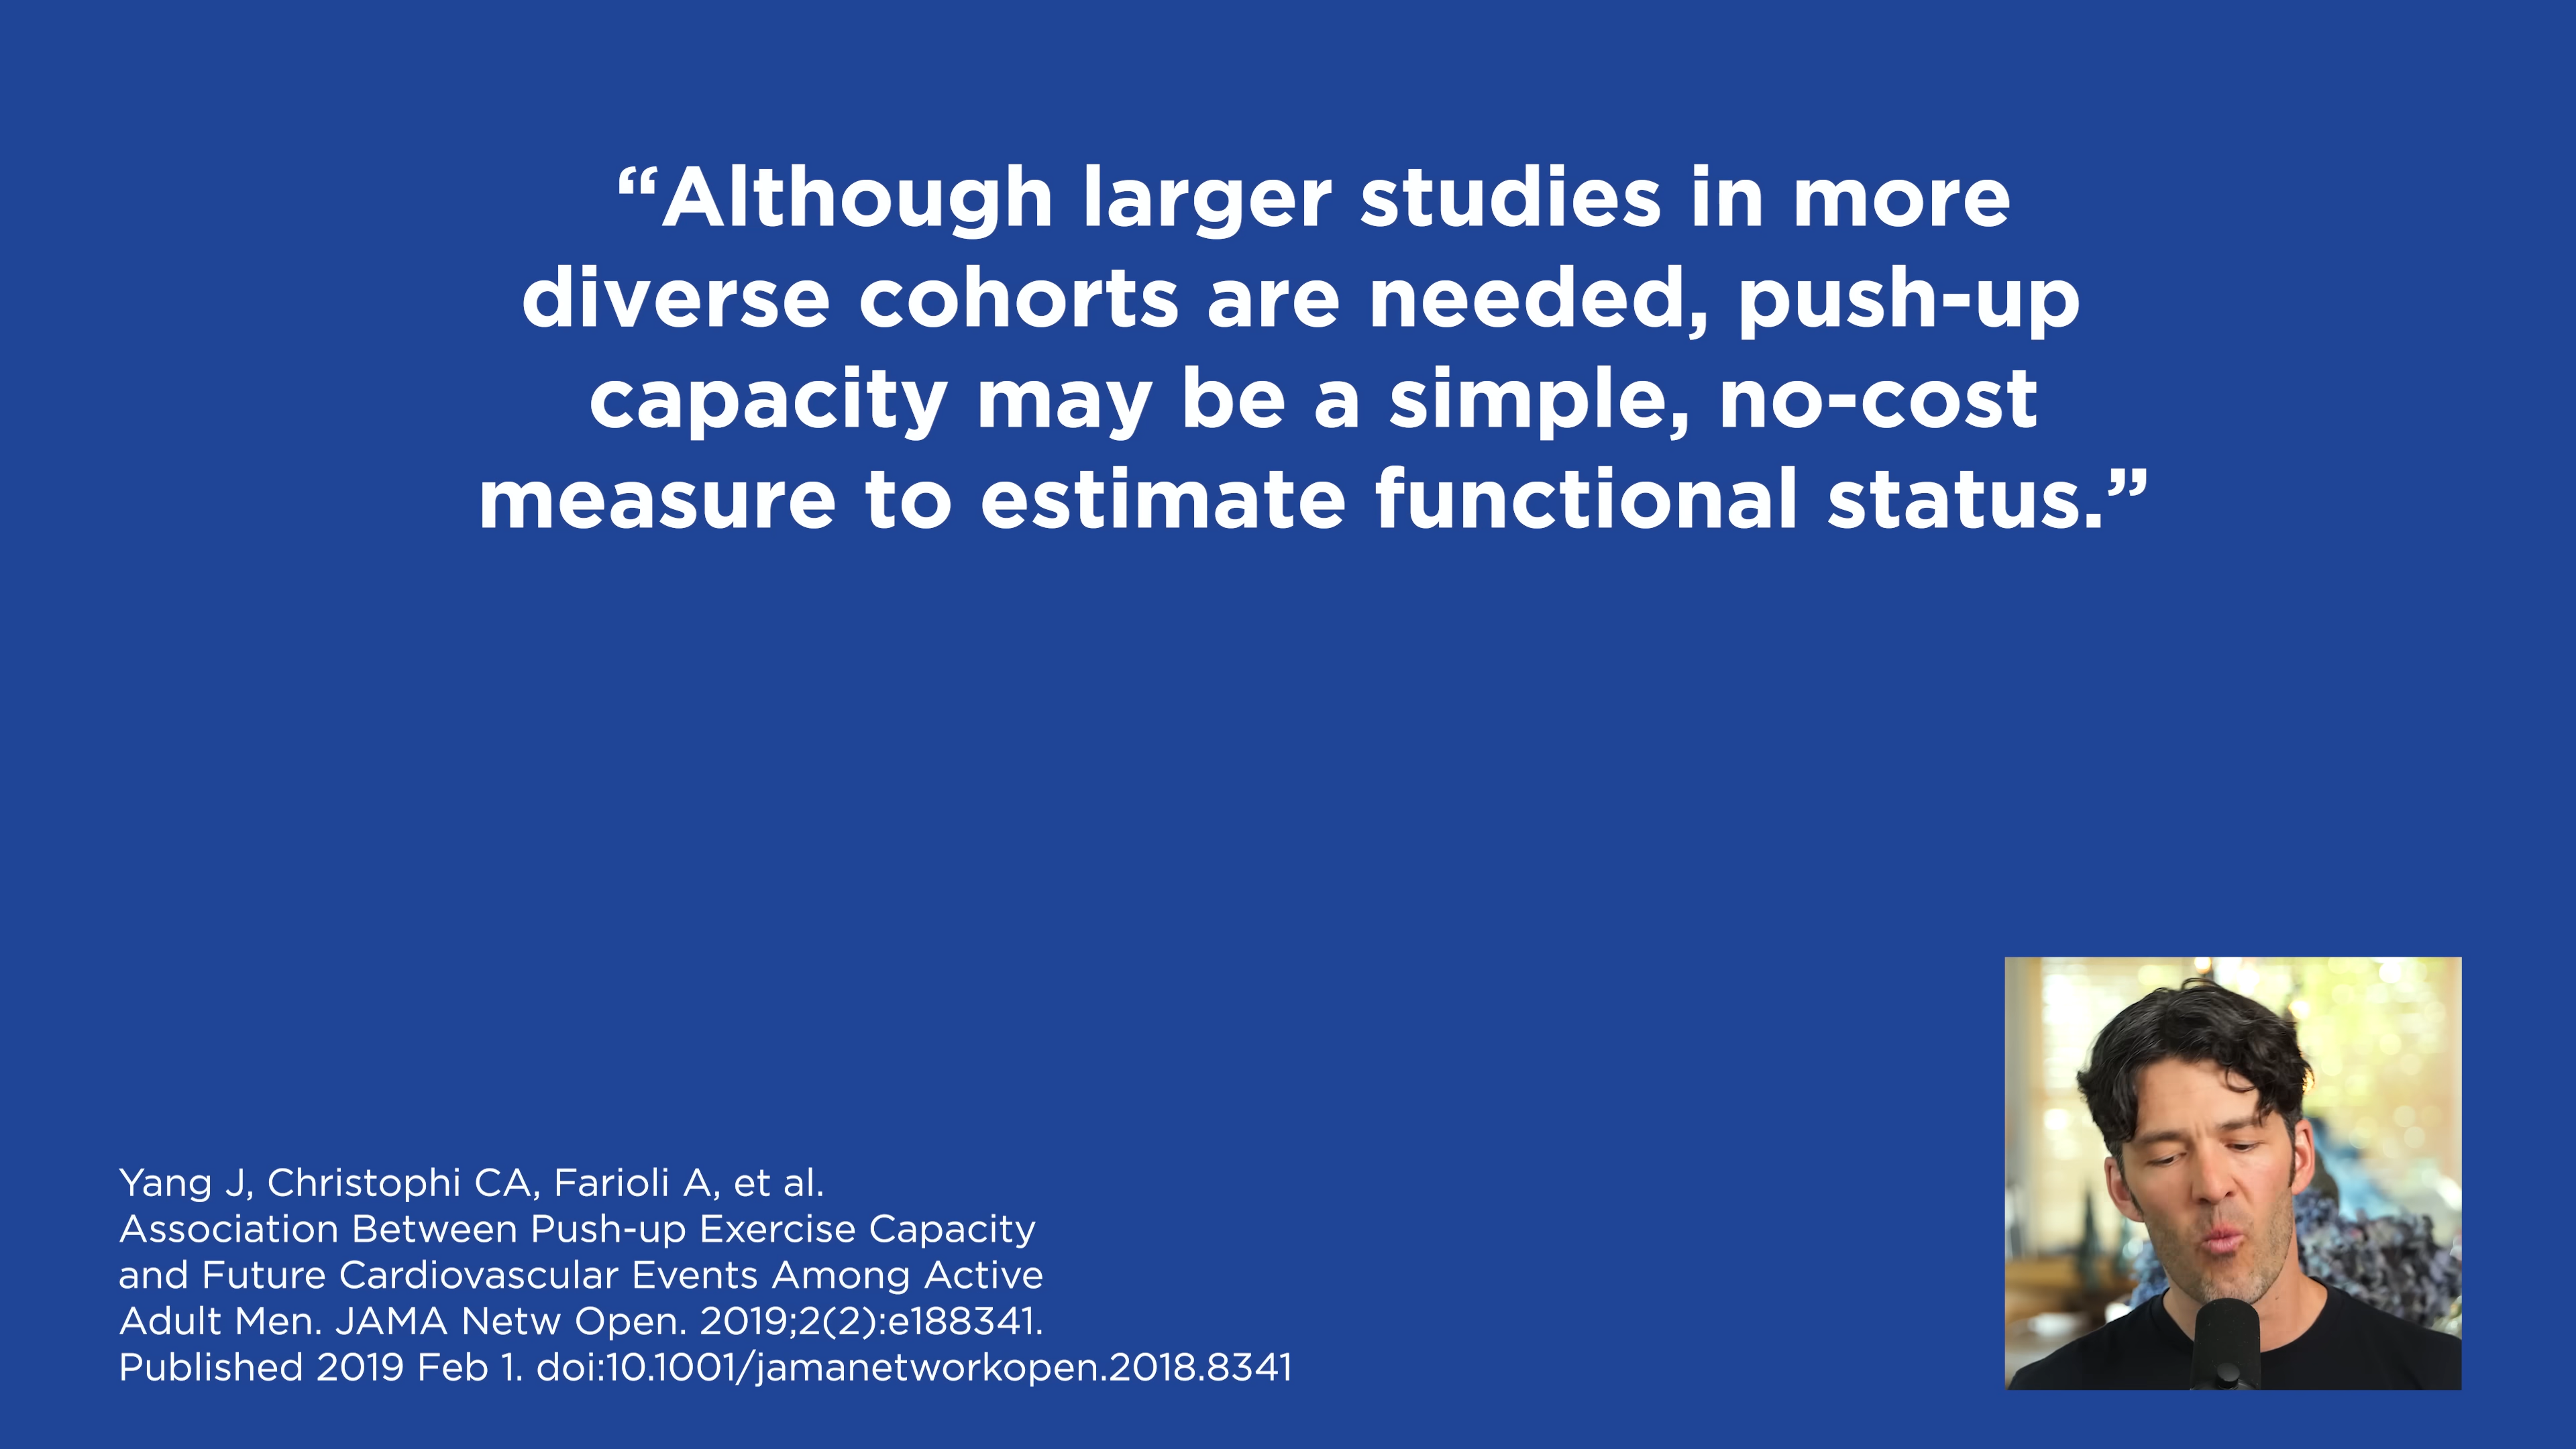 “Although larger studies in more
diverse cohorts are needed, push-up
capacity may be a simple, no-cost
measure to estimate functional status.”
Yang J, Christophi CA, Farioli A, et al.
Association Between Push-up Exercise Capacity
and Future Cardiovascular Events Among Active
Adult Men. JAMA Netw Open. 2019;2(2):e188341.
Published 2019 Feb 1. doi:10.1001/jamanetworkopen.2018.8341